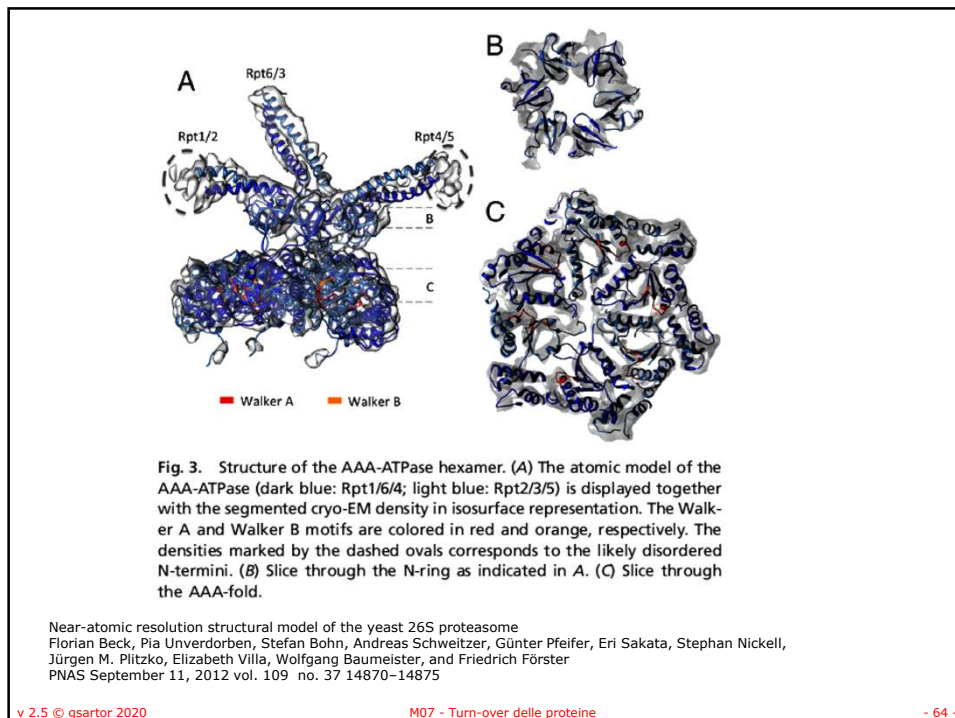 A
Rpt6/3
Rpt1/2
Rpt4/5
B
C
B
C
Walker A
Walker B
Fig. 3. Structure of the AAA-ATPase hexamer. (A) The atomic model of the
AAA-ATPase (dark blue: Rpt1/6/4; light blue: Rpt2/3/5) is displayed together
with the segmented cryo-EM density in isosurface representation. The Walk-
er A and Walker B motifs are colored in red and orange, respectively. The
densities marked by the dashed ovals corresponds to the likely disordered
N-termini. (B) Slice through the N-ring as indicated in A. (C) Slice through
the AAA-fold.
Near-atomic resolution structural model of the yeast 26S proteasome
Florian Beck, Pia Unverdorben, Stefan Bohn, Andreas Schweitzer, Günter Pfeifer, Eri Sakata, Stephan Nickell,
Jürgen M. Plitzko, Elizabeth Villa, Wolfgang Baumeister, and Friedrich Förster
PNAS September 11, 2012 vol. 109 no. 37 14870–14875
v 2.5 © gsartor 2020
M07 - Turn-over delle proteine
- 64 -